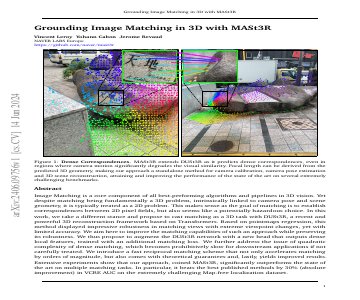 Grounding Image Matching in 3D with MASt3R
Grounding Image Matching in 3D with MASt3R
Vincent Leroy Yohann Cabon Jerome Revaud
NAVER LABS Europe
https://github.com/naver/mast3r
Figure 1: Dense Correspondences. MASt3R extends DUSt3R as it predicts dense correspondences, even in
regions where camera motion significantly degrades the visual similarity. Focal length can be derived from the
predicted 3D geometry, making our approach a standalone method for camera calibration, camera pose estimation
and 3D scene reconstruction, attaining and improving the performance of the state of the art on several extremely
challenging benchmarks.
Abstract
Image Matching is a core component of all best-performing algorithms and pipelines in 3D vision. Yet
despite matching being fundamentally a 3D problem, intrinsically linked to camera pose and scene
geometry, it is typically treated as a 2D problem. This makes sense as the goal of matching is to establish
correspondences between 2D pixel fields, but also seems like a potentially hazardous choice. In this
work, we take a different stance and propose to cast matching as a 3D task with DUSt3R, a recent and
powerful 3D reconstruction framework based on Transformers. Based on pointmaps regression, this
method displayed impressive robustness in matching views with extreme viewpoint changes, yet with
limited accuracy. We aim here to improve the matching capabilities of such an approach while preserving
its robustness. We thus propose to augment the DUSt3R network with a new head that outputs dense
local features, trained with an additional matching loss. We further address the issue of quadratic
complexity of dense matching, which becomes prohibitively slow for downstream applications if not
carefully treated. We introduce a fast reciprocal matching scheme that not only accelerates matching
by orders of magnitude, but also comes with theoretical guarantees and, lastly, yields improved results.
Extensive experiments show that our approach, coined MASt3R, significantly outperforms the state of
the art on multiple matching tasks. In particular, it beats the best published methods by 30% (absolute
improvement) in VCRE AUC on the extremely challenging Map-free localization dataset.